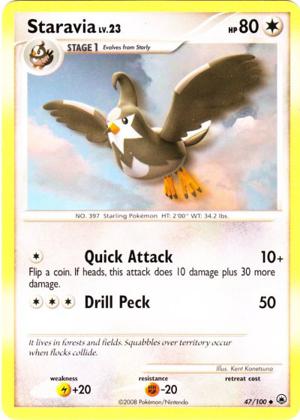 Staravia LV.23 HP 80
STAGE 1 Evolves from Starly
NO. 397 Starling Pokémon HT: 2'00" WT: 34.2 lbs.
Quick Attack 10+
Flip a coin. If heads, this attack does 10 damage plus 30 more
damage.
Drill Peck 50
It lives in forests and fields. Squabbles over territory occur
when flocks collide.
Illus. Kent Kanetsuna
weakness resistance retreat cost
+20 -20
©2008 Pokémon/Nintendo 47/100